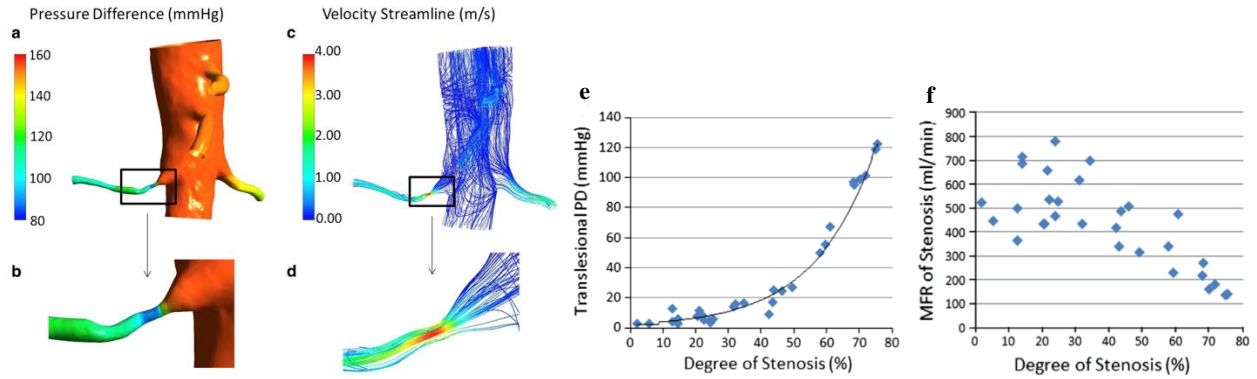 Pressure Difference (mmHg)
Velocity Streamline (m/s)
a
160
140
120
100
80
b
c
4.00
3.00
2.00
1.00
0.00
d
e
Translesional PD (mmHg)
140
120
100
80
60
40
20
0
0 10 20 30 40 50 60 70 80
Degree of Stenosis (%)
f
MFR of Stenosis (ml/min)
900
800
700
600
500
400
300
200
100
0
0 10 20 30 40 50 60 70 80
Degree of Stenosis (%)